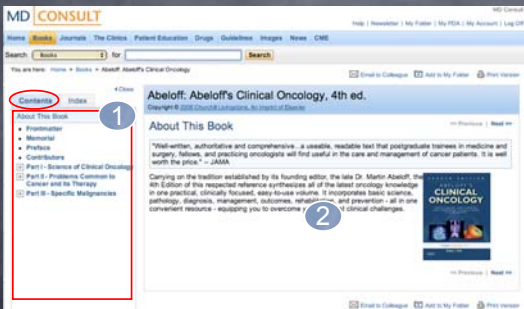 MD CONSULT
MD Consult
Help | Newsletter | My Folder | My PDA | My Account | Log Off
Home Books Journals The Clinics Patient Education Drugs Guidelines Images News CME
Search Books for Search
You are here: Home > Books > Abeloff: Abeloff's Clinical Oncology
Email to Colleague Add to My Folder Print Version
Close
Contents Index
1
About This Book
Frontmatter
Memorial
Preface
Contributors
Part I - Science of Clinical Oncology
Part II - Problems Common to
Cancer and its Therapy
Part III - Specific Malignancies
Abeloff: Abeloff's Clinical Oncology, 4th ed.
Copyright © 2008 Churchill Livingstone, An Imprint of Elsevier
About This Book
<< Previous | Next >>
"Well-written, authoritative and comprehensive...a useable, readable text that postgraduate trainees in medicine and
surgery, fellows, and practicing oncologists will find useful in the care and management of cancer patients. It is well
worth the price." – JAMA
Carrying on the tradition established by its founding editor, the late Dr. Martin Abeloff, the
4th Edition of this respected reference synthesizes all of the latest oncology knowledge
in one practical, clinically focused, easy-to-use volume. It incorporates basic science,
pathology, diagnosis, management, outcomes, rehabilitation, and prevention - all in one
convenient resource - equipping you to overcome clinical challenges.
2
ABELOFF'S
CLINICAL
ONCOLOGY
<< Previous | Next >>
Email to Colleague Add to My Folder Print Version